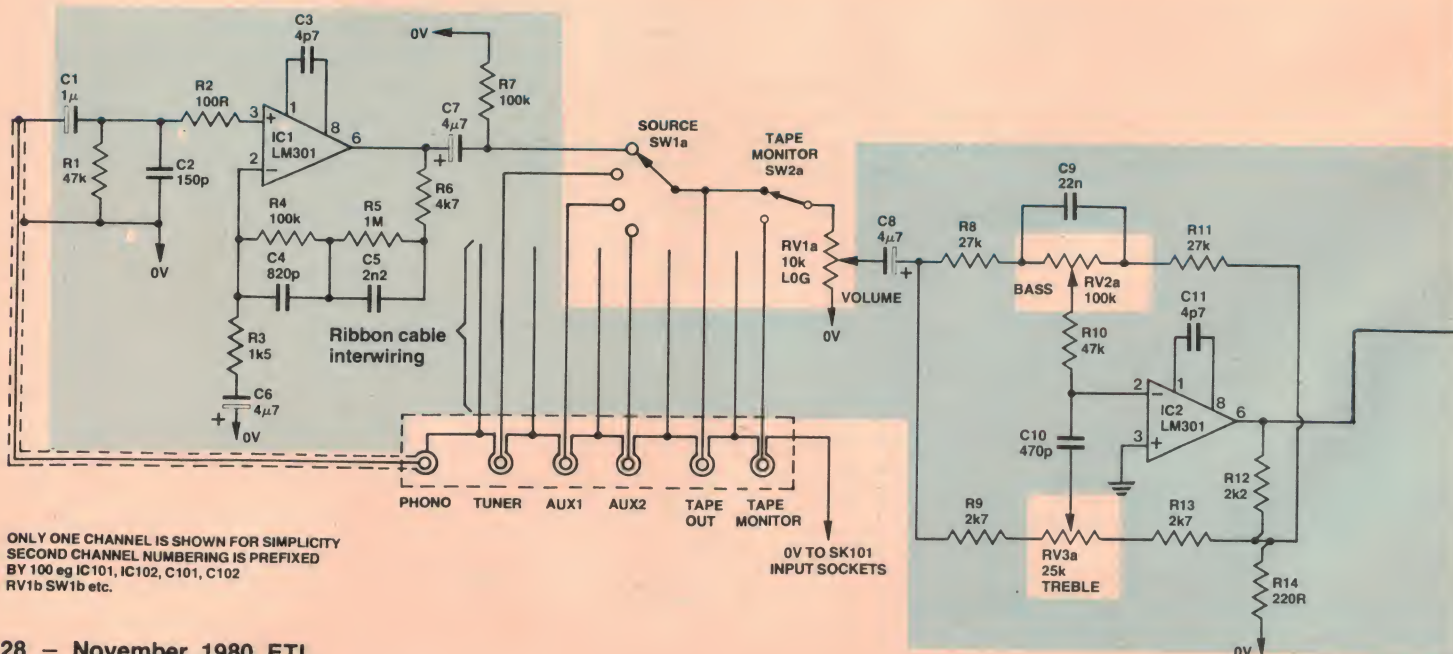 C1
1μ
R1
47k
C2
150p
0V
R2
100R
C3
4p7
3
+
1
8
6
2
−
IC1
LM301
R4
100k
R5
1M
C4
820p
C5
2n2
R3
1k5
C6
4μ7
+
0V
R6
4k7
C7
4μ7
+
0V
R7
100k
Ribbon cable
interwiring
SOURCE
SW1a
TAPE
MONITOR
SW2a
RV1a
10k
LOG
VOLUME
0V
C8
4μ7
+
R8
27k
C9
22n
BASS
RV2a
100k
R11
27k
R10
47k
C11
4p7
2
−
1
8
6
3
+
IC2
LM301
C10
470p
R9
2k7
RV3a
25k
TREBLE
R13
2k7
R12
2k2
R14
220R
0V
PHONO
TUNER
AUX1
AUX2
TAPE
OUT
TAPE
MONITOR
0V TO SK101
INPUT SOCKETS
ONLY ONE CHANNEL IS SHOWN FOR SIMPLICITY
SECOND CHANNEL NUMBERING IS PREFIXED
BY 100 eg IC101, IC102, C101, C102
RV1b SW1b etc.
28 — November 1980 ETI